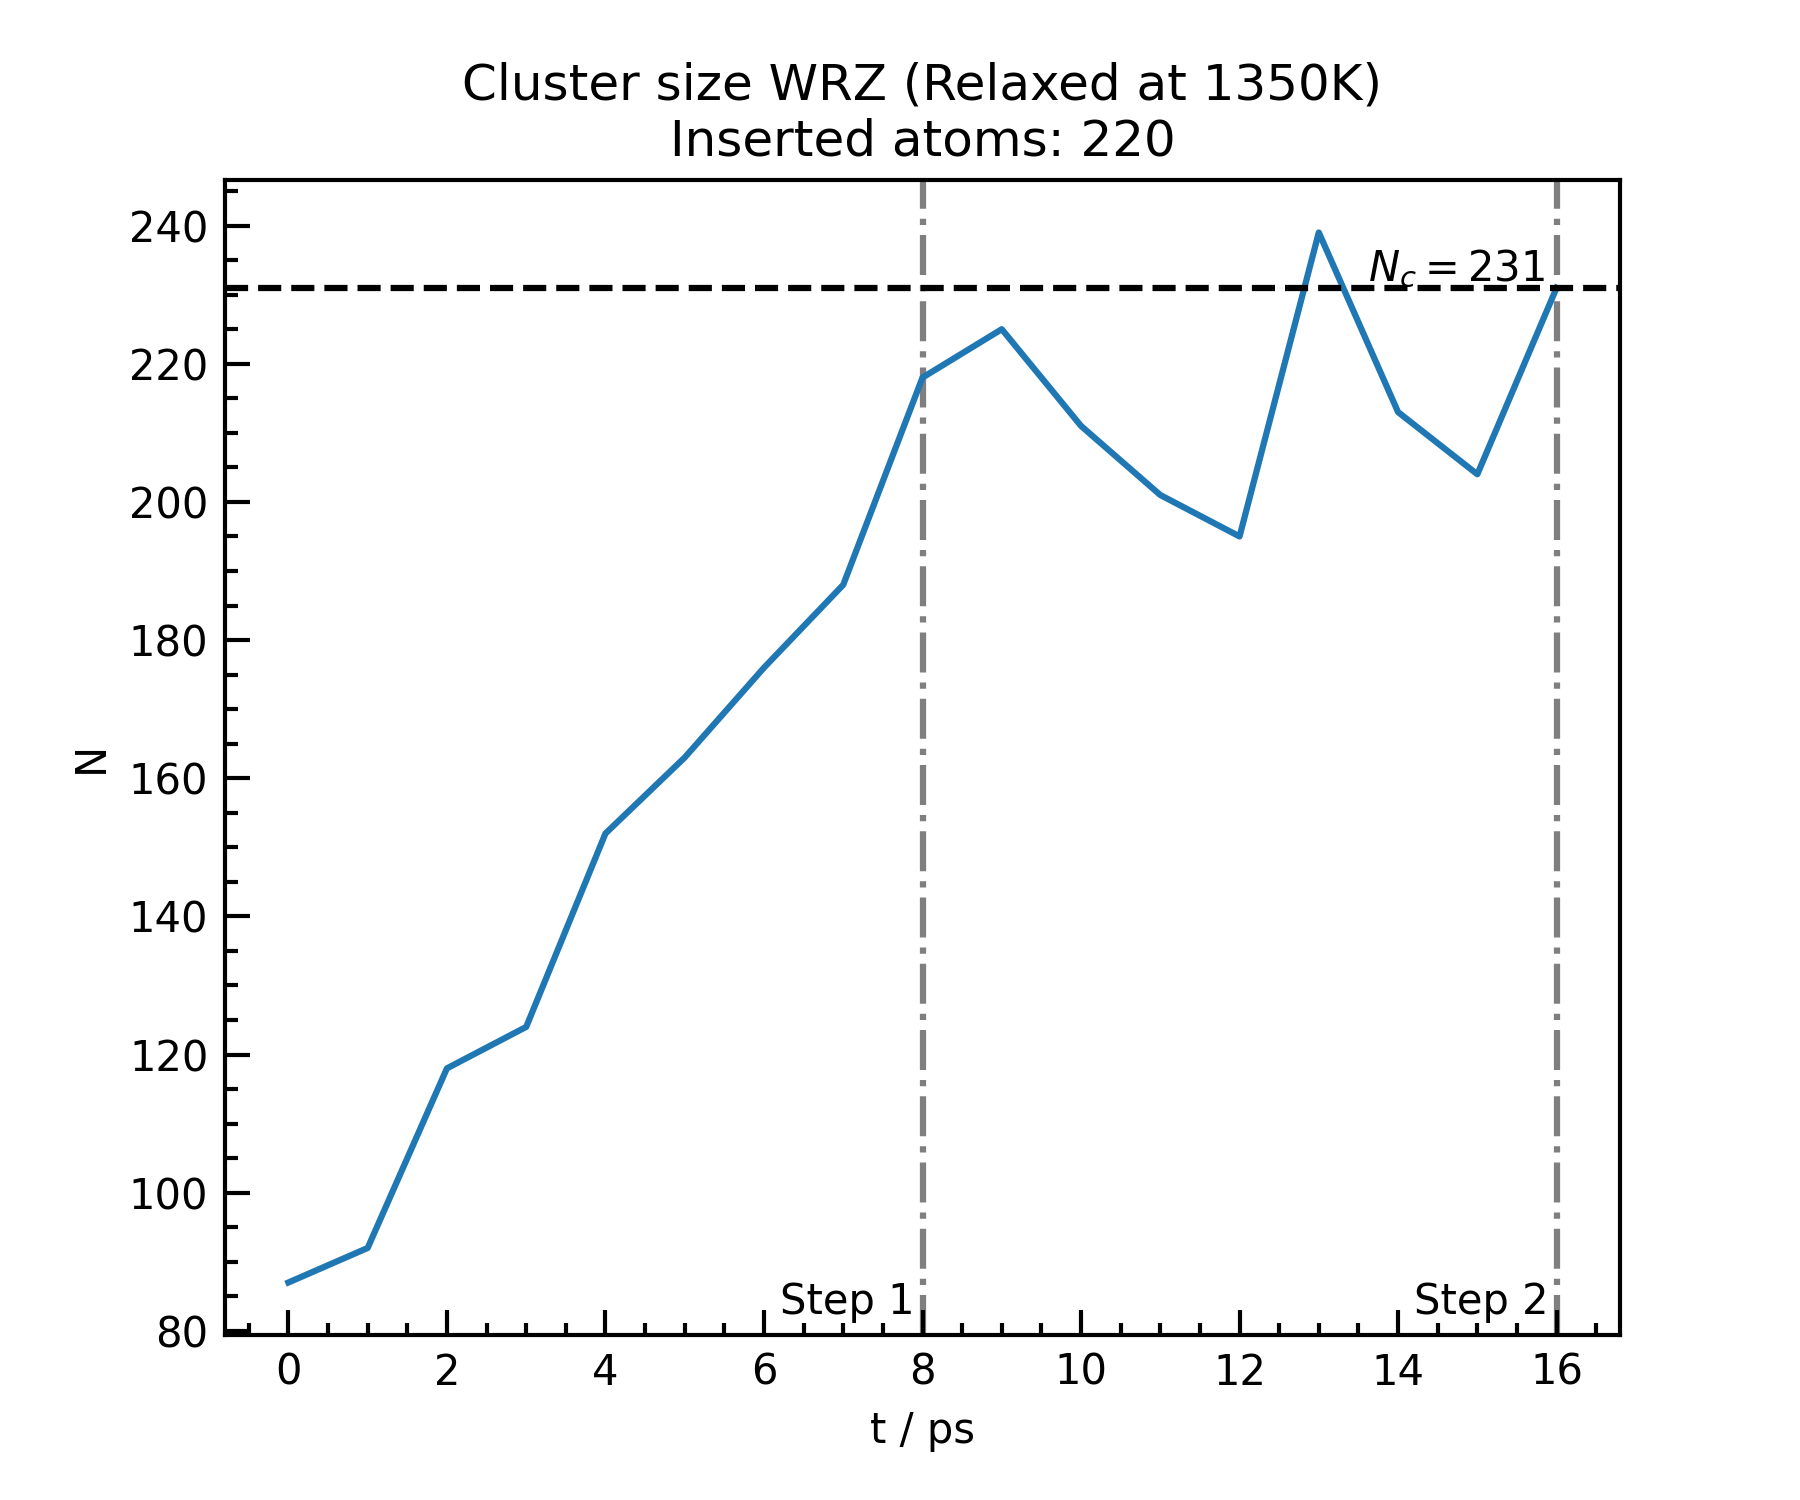 Cluster size WRZ (Relaxed at 1350K)
Inserted atoms: 220
240
220
200
180
160
140
120
100
80
N
N_c = 231
Step 1
Step 2
0 2 4 6 8 10 12 14 16
t / ps